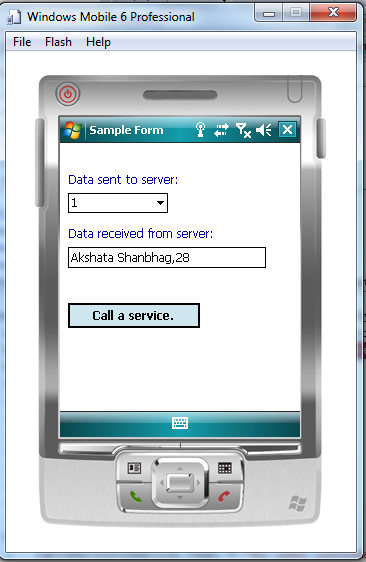 Windows Mobile 6 Professional
File Flash Help
Sample Form
Data sent to server:
1
Data received from server:
Akshata Shanbhag,28
Call a service.